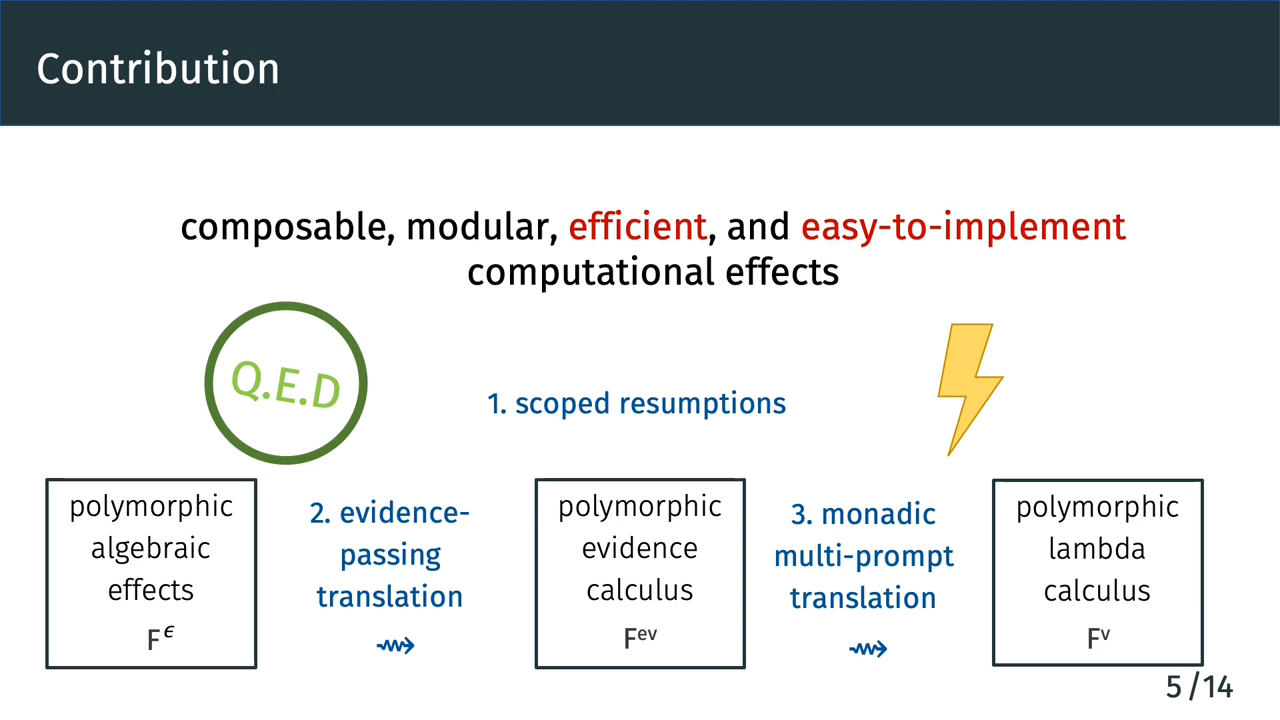 Contribution
composable, modular, efficient, and easy-to-implement
computational effects
Q.E.D
1. scoped resumptions
polymorphic
algebraic
effects
F^ϵ
2. evidence-
passing
translation
⇝
polymorphic
evidence
calculus
F^ev
3. monadic
multi-prompt
translation
⇝
polymorphic
lambda
calculus
F^v
5/14